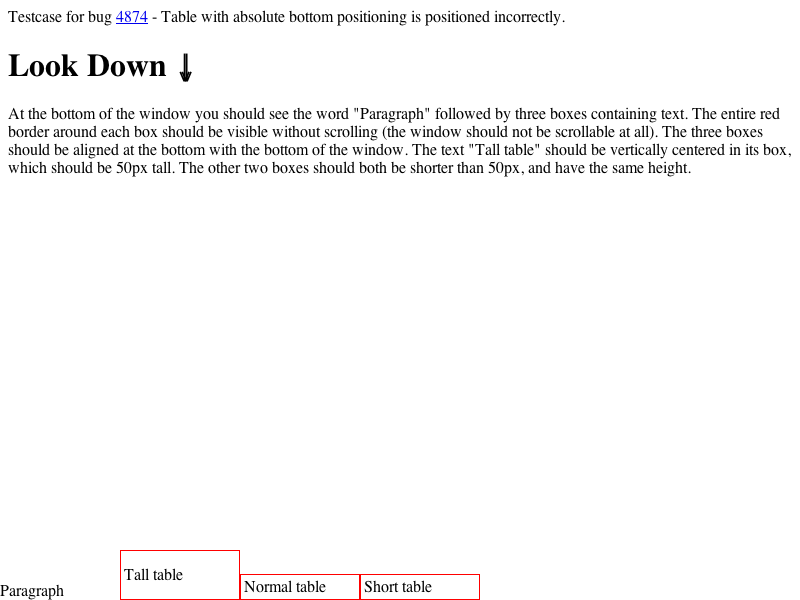 Testcase for bug 4874 - Table with absolute bottom positioning is positioned incorrectly.
Look Down ⇓
At the bottom of the window you should see the word "Paragraph" followed by three boxes containing text. The entire red
border around each box should be visible without scrolling (the window should not be scrollable at all). The three boxes
should be aligned at the bottom with the bottom of the window. The text "Tall table" should be vertically centered in its box,
which should be 50px tall. The other two boxes should both be shorter than 50px, and have the same height.
Tall table
Paragraph
Normal table
Short table